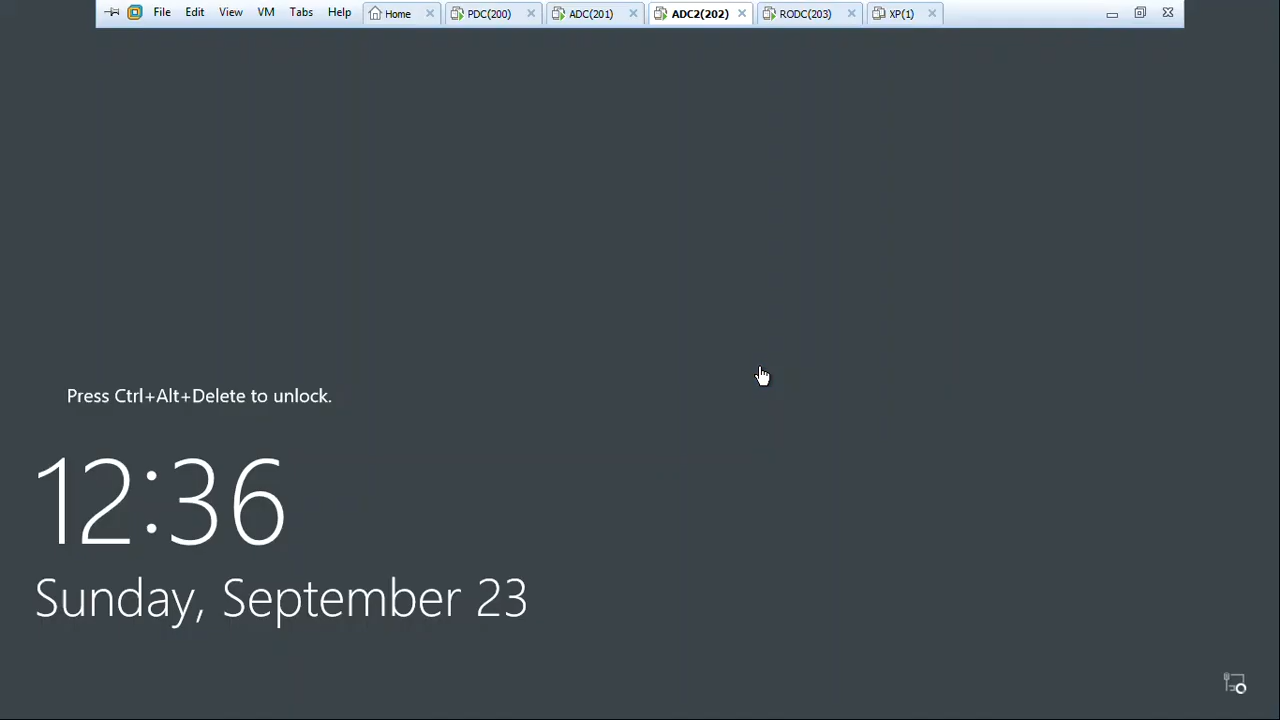 File Edit View VM Tabs Help Home PDC(200) ADC(201) ADC2(202) RODC(203) XP(1)
Press Ctrl+Alt+Delete to unlock.
12:36
Sunday, September 23